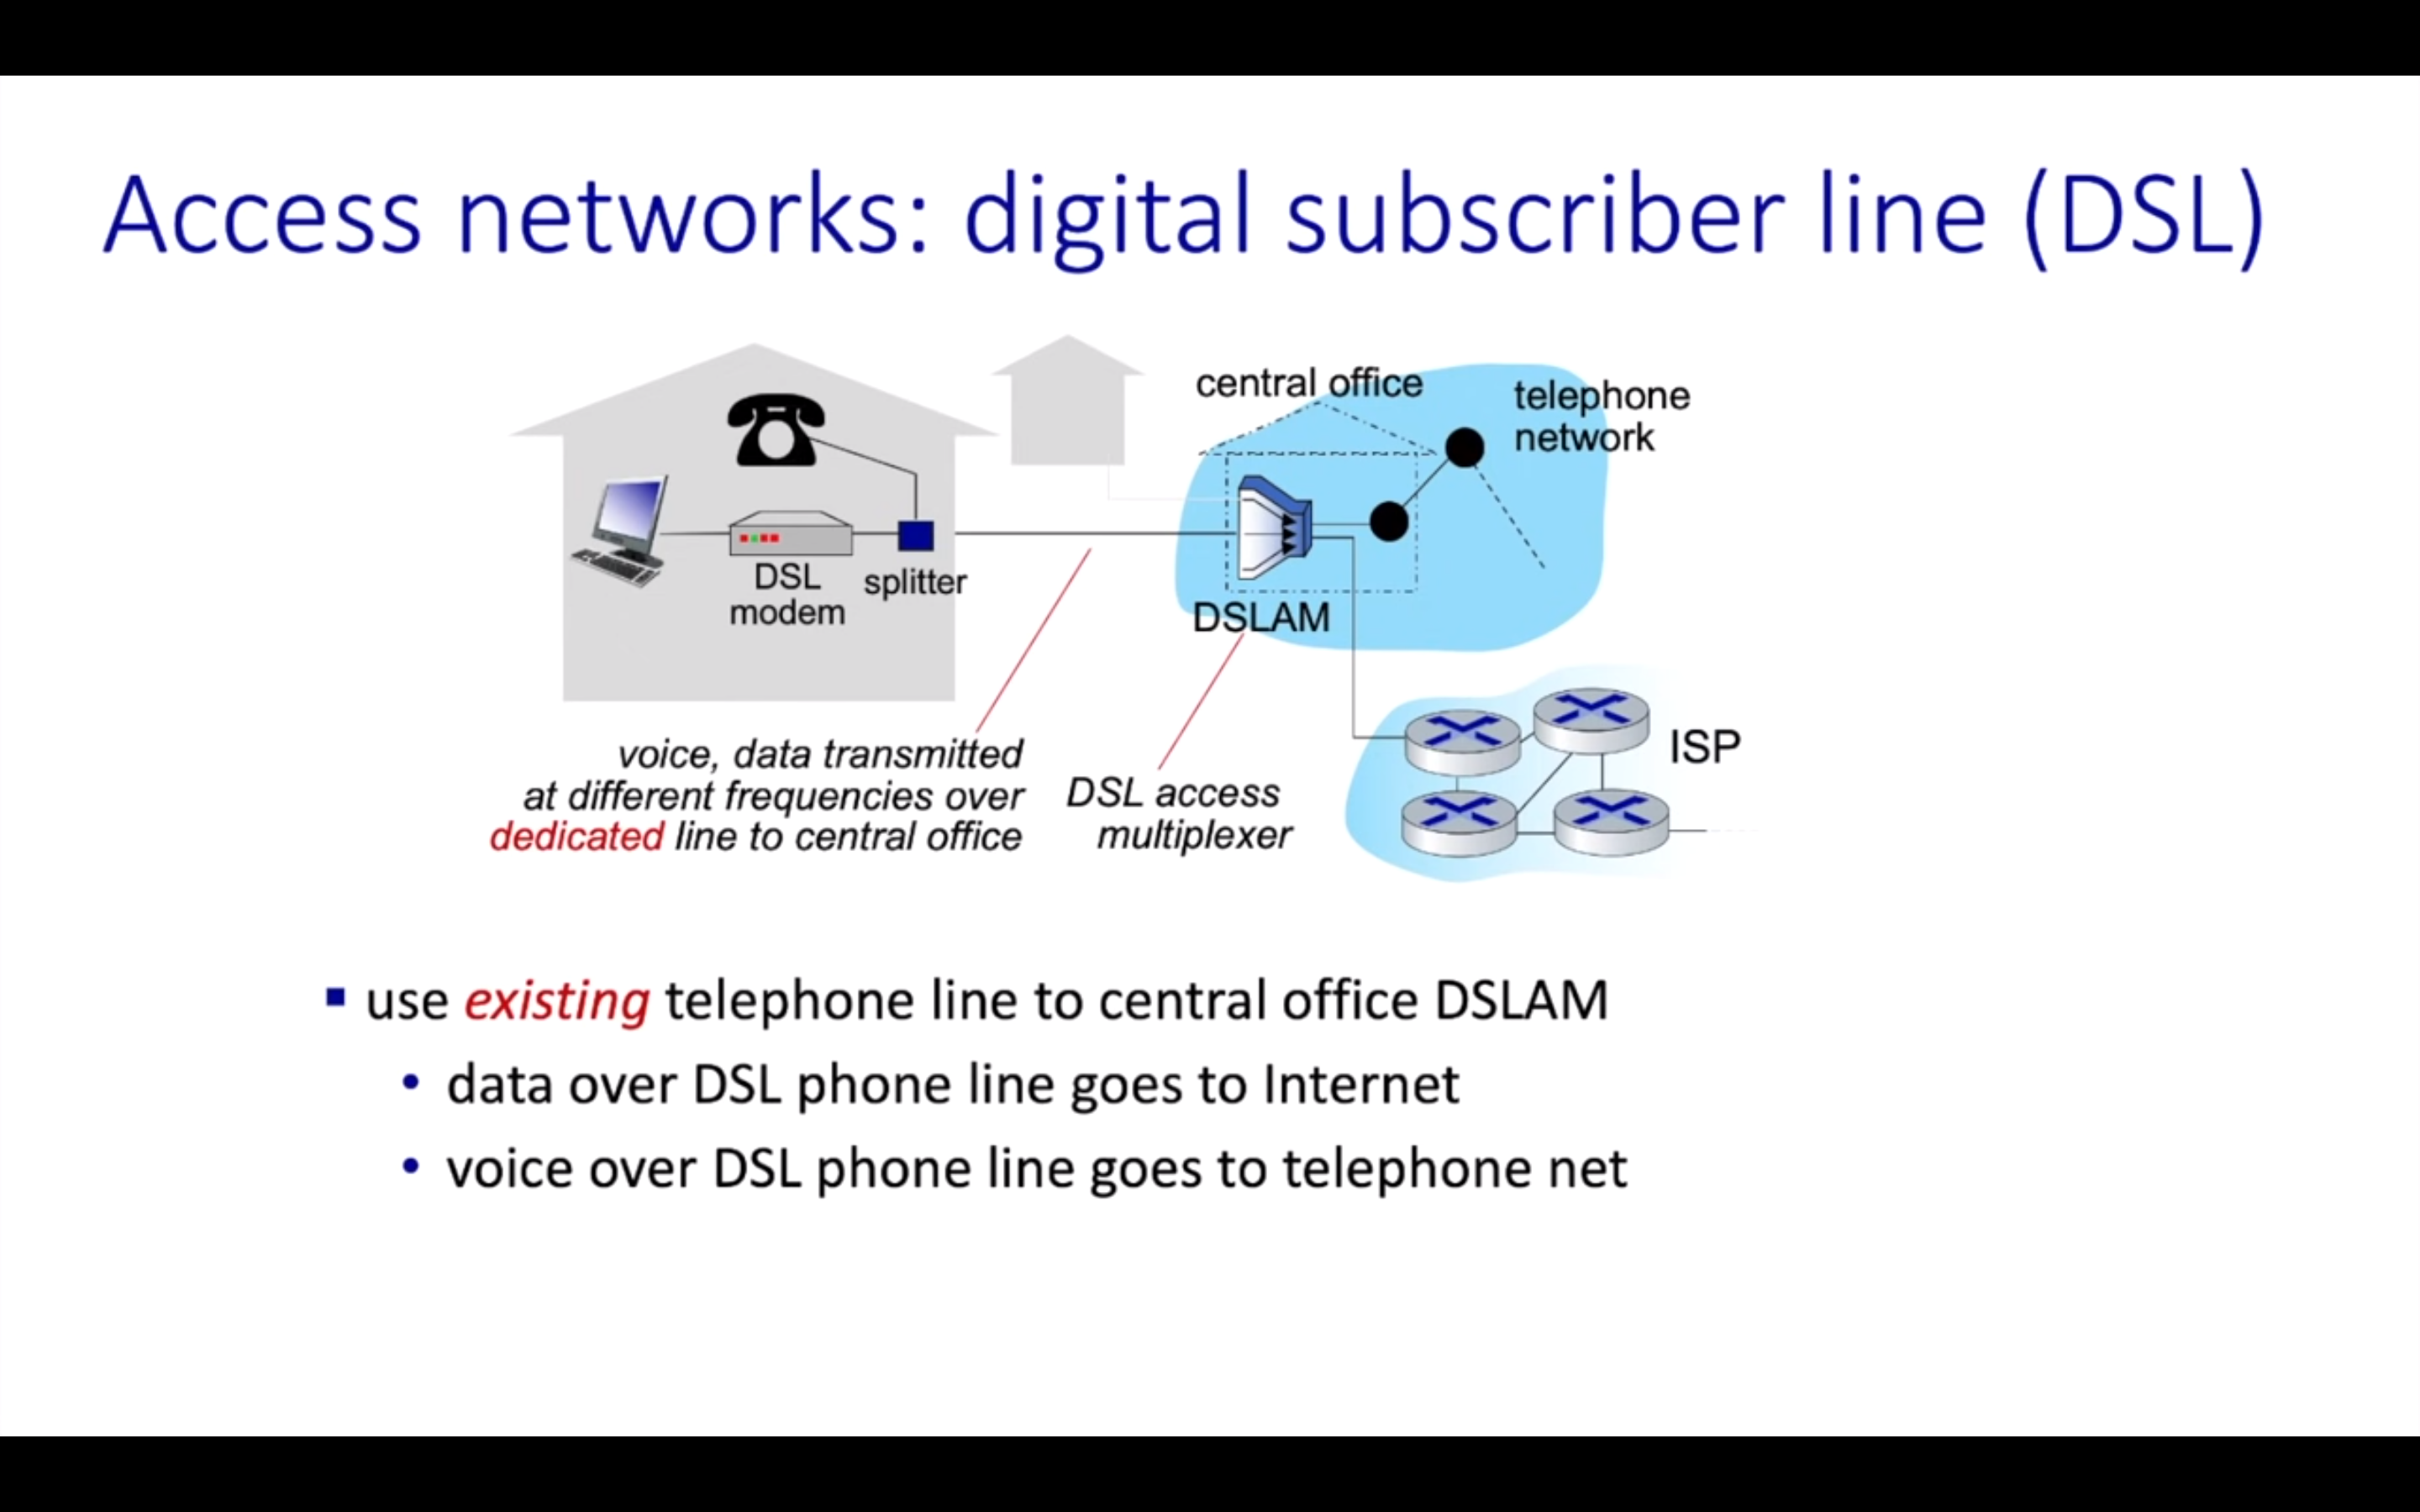 Access networks: digital subscriber line (DSL)
central office
telephone
network
DSL
modem
splitter
DSLAM
voice, data transmitted
at different frequencies over
dedicated line to central office
DSL access
multiplexer
ISP
▪ use existing telephone line to central office DSLAM
• data over DSL phone line goes to Internet
• voice over DSL phone line goes to telephone net